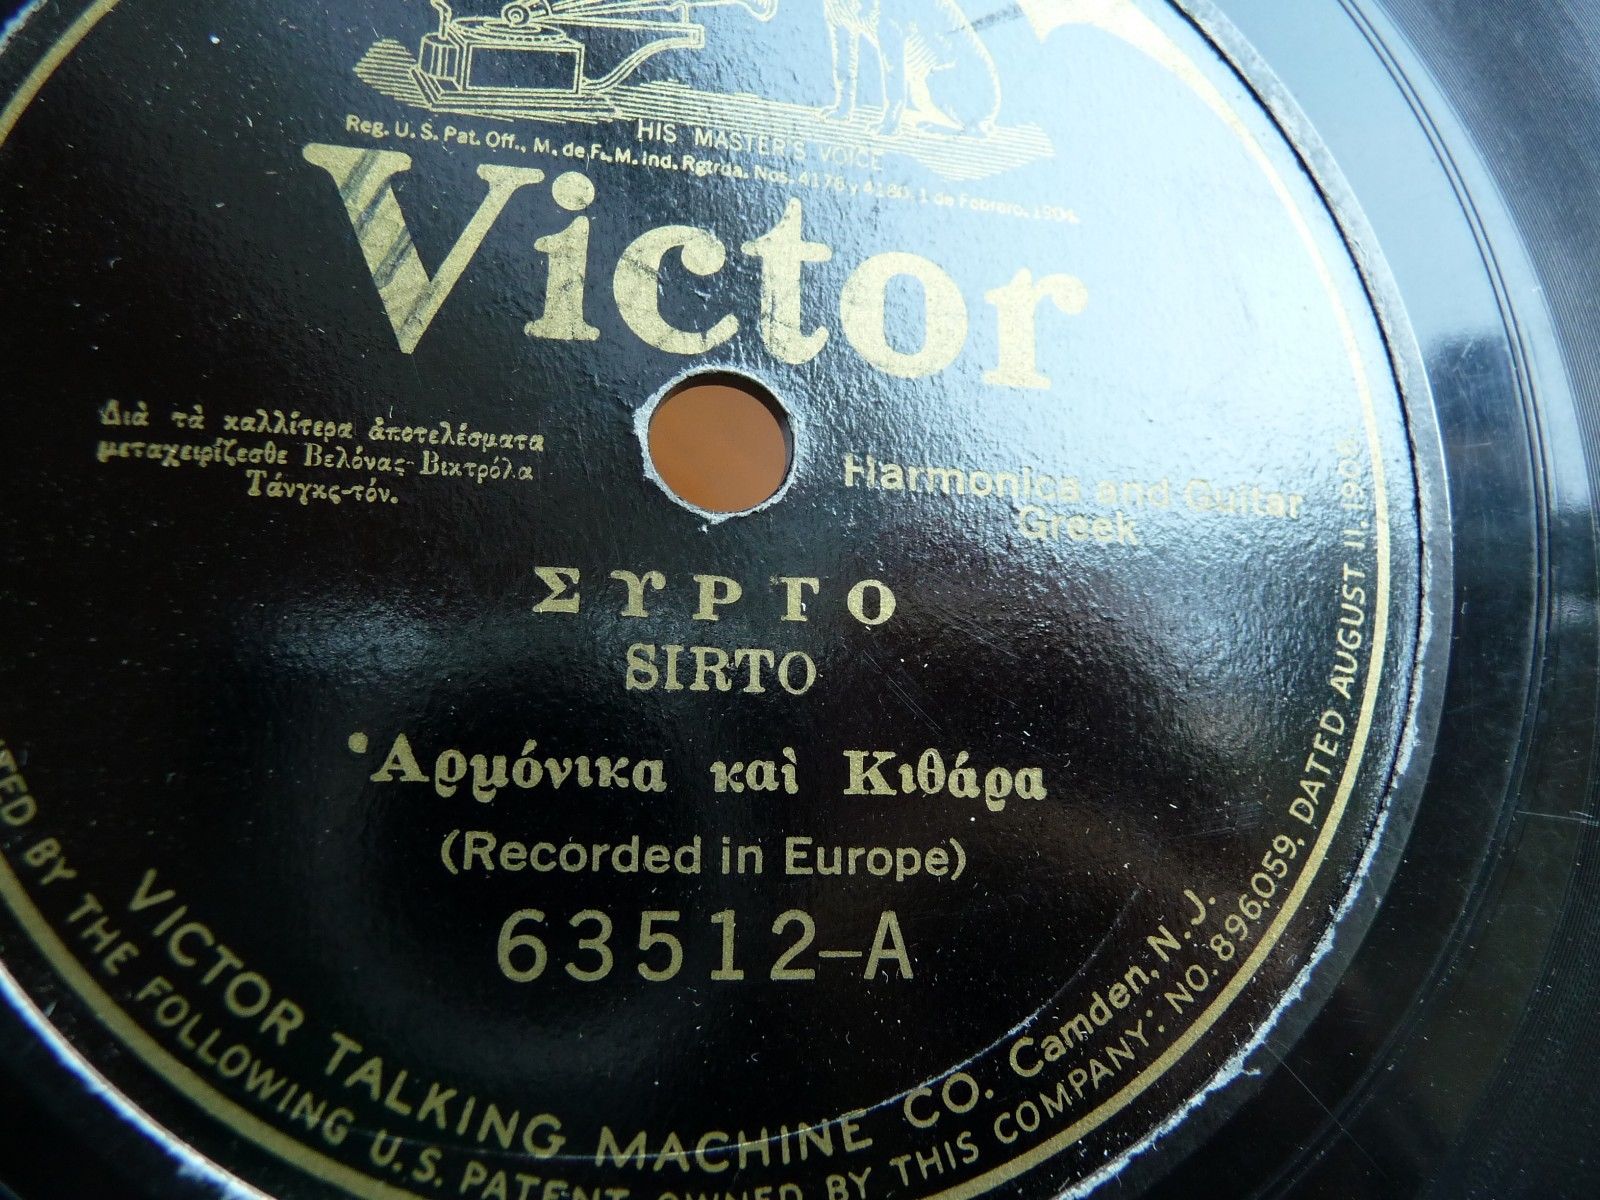 HIS MASTER'S VOICE
Reg. U. S. Pat. Off., M. de F. M. Ind. Rgtrda. Nos. 4176 y 4180, 1 de Febrero, 1904.
Victor
Διὰ τὰ καλλίτερα ἀποτελέσματα
μεταχειρίζεσθε Βελόνας Βικτρόλα
Τάνγκς-τόν.
Harmonica and Guitar
Greek
ΣΥΡΓΟ
SIRTO
Ἁρμόνικα καὶ Κιθάρα
(Recorded in Europe)
63512-A
VICTOR TALKING MACHINE CO. Camden, N. J.
BY THE FOLLOWING U.S. PATENT OWNED BY THIS COMPANY: NO. 896,059, DATED AUGUST 11, 1908.